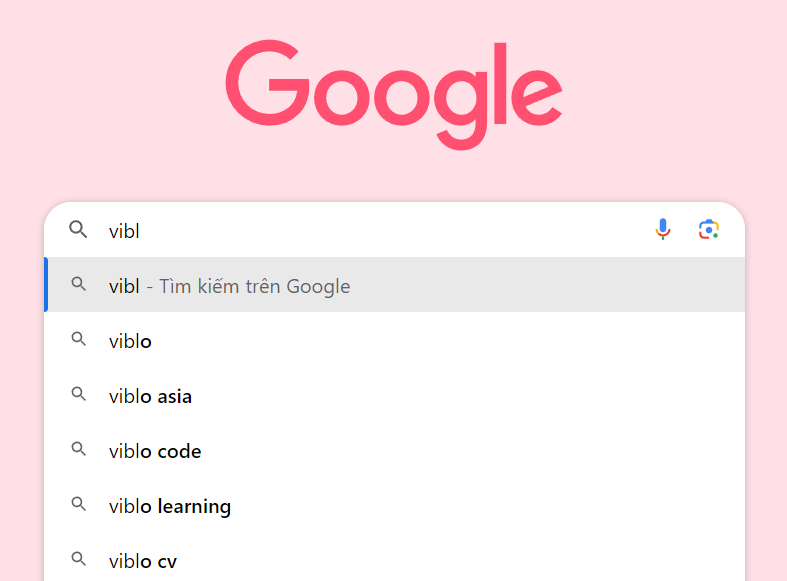 Google
vibl
vibl - Tìm kiếm trên Google
viblo
viblo asia
viblo code
viblo learning
viblo cv